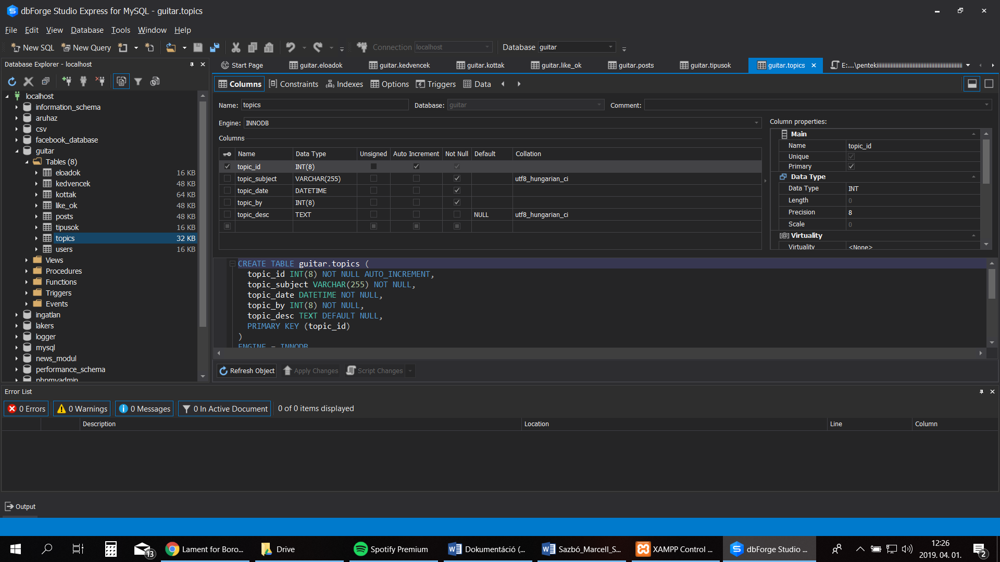 dbForge Studio Express for MySQL - guitar.topics
File Edit View Database Tools Window Help
New SQL New Query Connection localhost Database guitar
Database Explorer - localhost
Start Page guitar.eloadok guitar.kedvencek guitar.kottak guitar.like_ok guitar.posts guitar.tipusok guitar.topics
Columns Constraints Indexes Options Triggers Data
localhost
information_schema
aruhaz
csv
facebook_database
guitar
Tables (8)
eloadok 16 KB
kedvencek 48 KB
kottak 64 KB
like_ok 48 KB
posts 48 KB
tipusok 16 KB
topics 32 KB
users 16 KB
Views
Procedures
Functions
Triggers
Events
ingatlan
lakers
logger
mysql
news_modul
performance_schema
phpmyadmin
Name: topics Database: guitar Comment:
Engine: INNODB
Columns
Name Data Type Unsigned Auto Increment Not Null Default Collation
topic_id INT(8)
topic_subject VARCHAR(255) utf8_hungarian_ci
topic_date DATETIME
topic_by INT(8)
topic_desc TEXT NULL utf8_hungarian_ci
Column properties:
Main
Name topic_id
Unique
Primary
Data Type
Data Type INT
Length 0
Precision 8
Scale 0
[@] Virtuality
Virtuality <None>
CREATE TABLE guitar.topics (
topic_id INT(8) NOT NULL AUTO_INCREMENT,
topic_subject VARCHAR(255) NOT NULL,
topic_date DATETIME NOT NULL,
topic_by INT(8) NOT NULL,
topic_desc TEXT DEFAULT NULL,
PRIMARY KEY (topic_id)
)
ENGINE = INNODB
Refresh Object Apply Changes Script Changes
Error List
0 Errors 0 Warnings 0 Messages 0 In Active Document 0 of 0 items displayed
Description Location Line Column
Output
13 Lament for Boro... Drive Spotify Premium Dokumentáció (... Sazbó_Marcell_S... XAMPP Control ... dbForge Studio ...
12:26
2019. 04. 01.
2